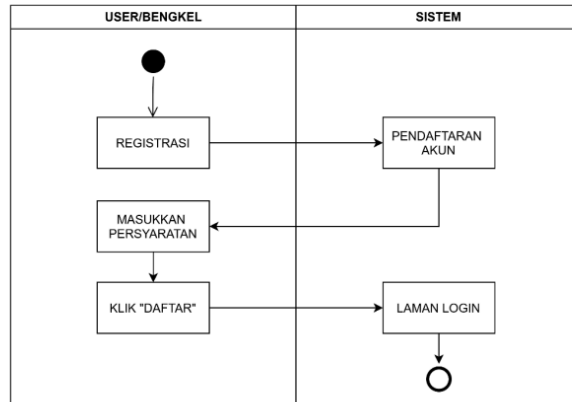 USER/BENGKEL
SISTEM
REGISTRASI
PENDAFTARAN
AKUN
MASUKKAN
PERSYARATAN
KLIK "DAFTAR"
LAMAN LOGIN